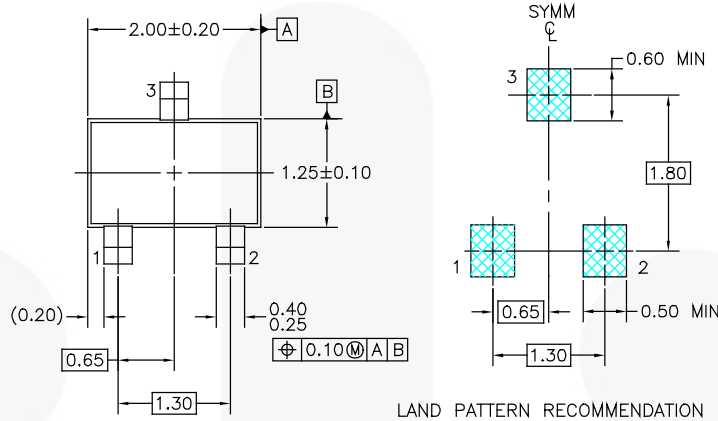 2.00±0.20
A
3
B
1.25±0.10
1
2
(0.20)
0.40
0.25
⌖ 0.10 Ⓜ A B
0.65
1.30
SYMM
℄
3
0.60 MIN
1.80
1
2
0.65
0.50 MIN
1.30
LAND PATTERN RECOMMENDATION